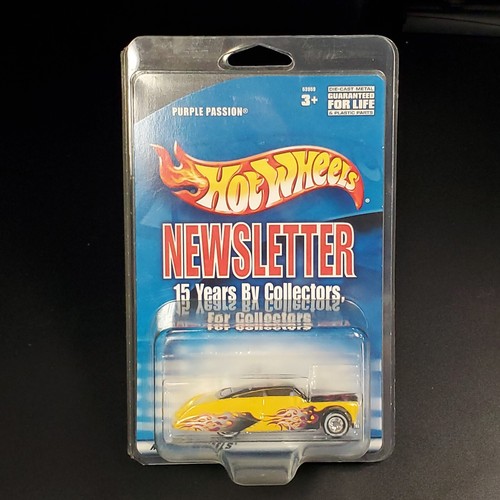 53950
3+
DIE-CAST METAL
GUARANTEED
FOR LIFE
& PLASTIC PARTS
PURPLE PASSION®
HOT WHEELS®
NEWSLETTER
15 Years By Collectors,
For Collectors